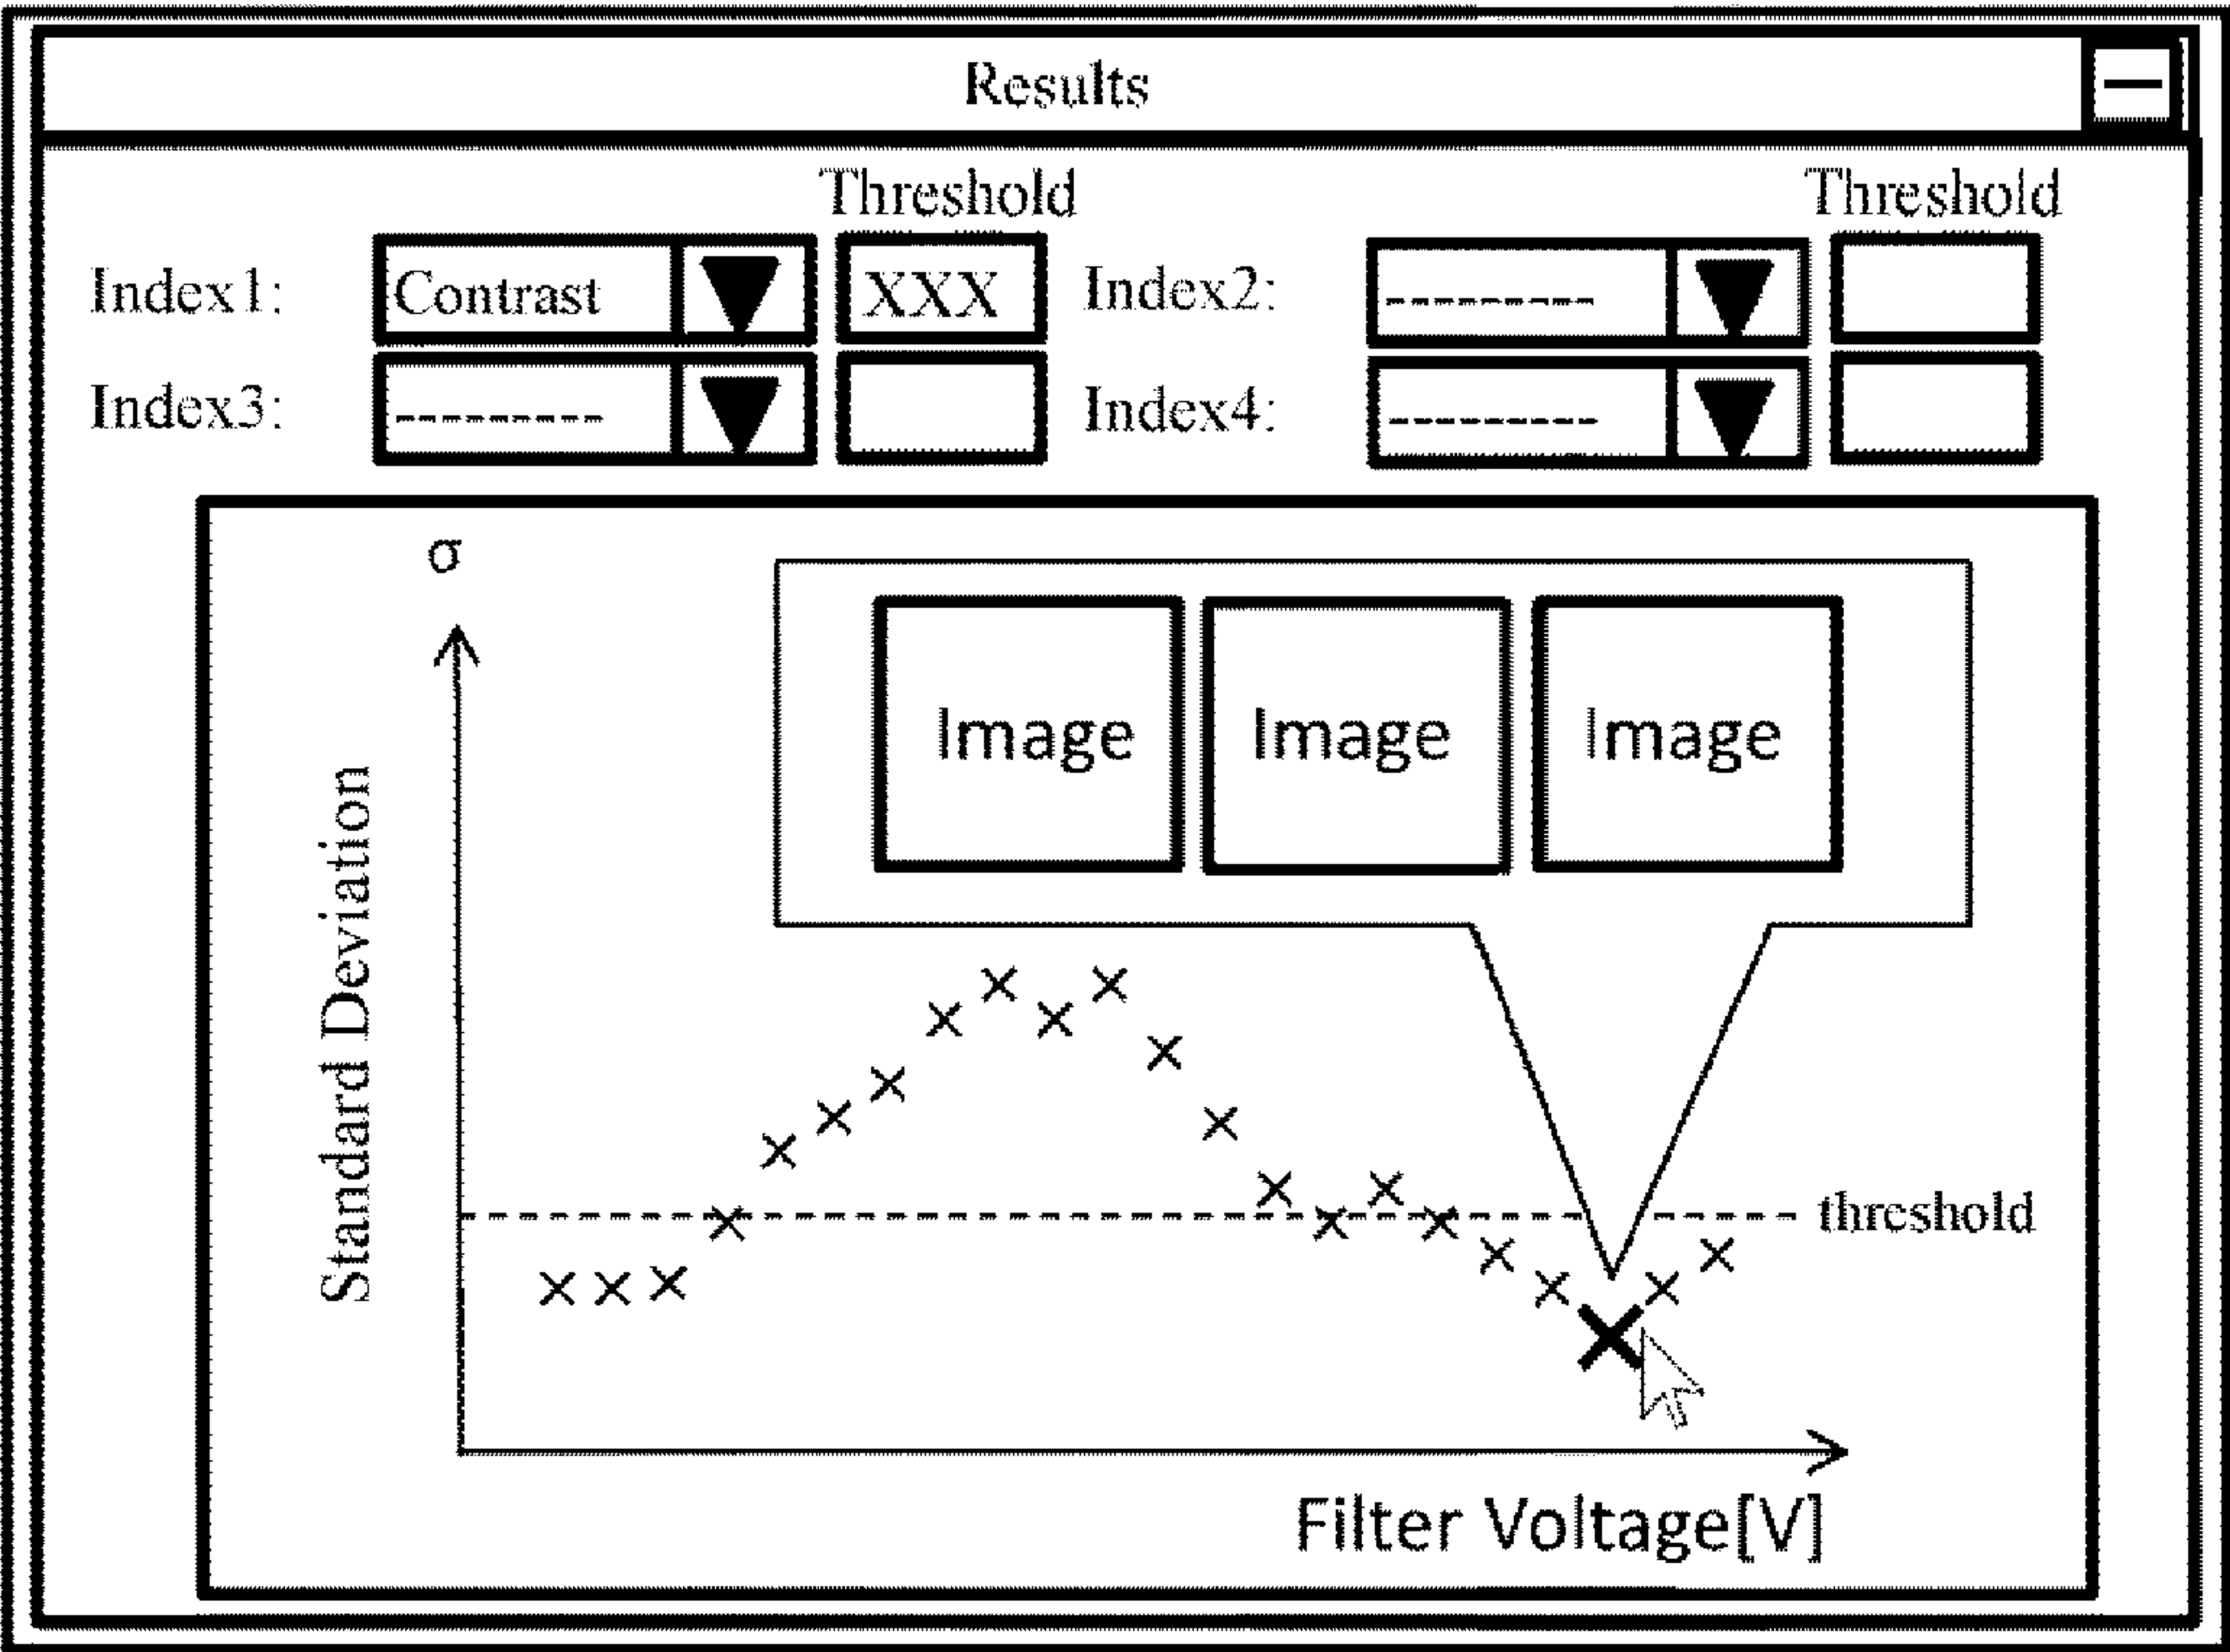 Results
Threshold Threshold
Index1: Contrast XXX Index2: ---------
Index3: --------- Index4: ---------
σ
Image Image Image
Standard Deviation
threshold
Filter Voltage[V]